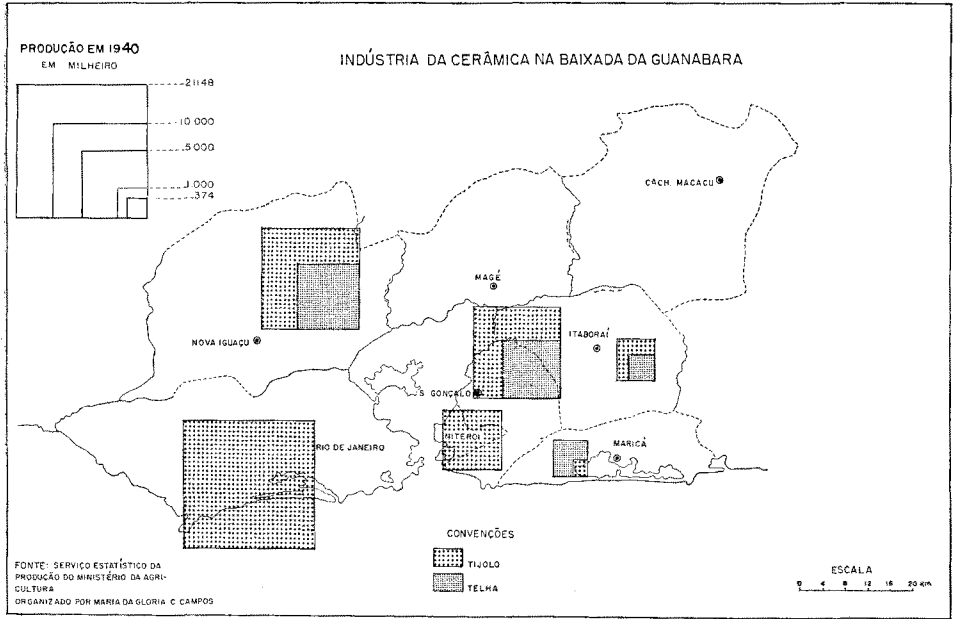 PRODUÇÃO EM 1940
EM MILHEIRO
21148
10 000
5 000
1.000
374
INDÚSTRIA DA CERÂMICA NA BAIXADA DA GUANABARA
CACH. MACACU
MAGÉ
ITABORAÍ
NOVA IGUAÇU
S GONÇALO
NITEROI
RIO DE JANEIRO
MARICÁ
CONVENÇÕES
TIJOLO
TELHA
FONTE: SERVIÇO ESTATÍSTICO DA
PRODUÇÃO DO MINISTÉRIO DA AGRI-
CULTURA
ORGANIZADO POR MARIA DA GLORIA C CAMPOS
ESCALA
0 4 8 12 16 20 KM